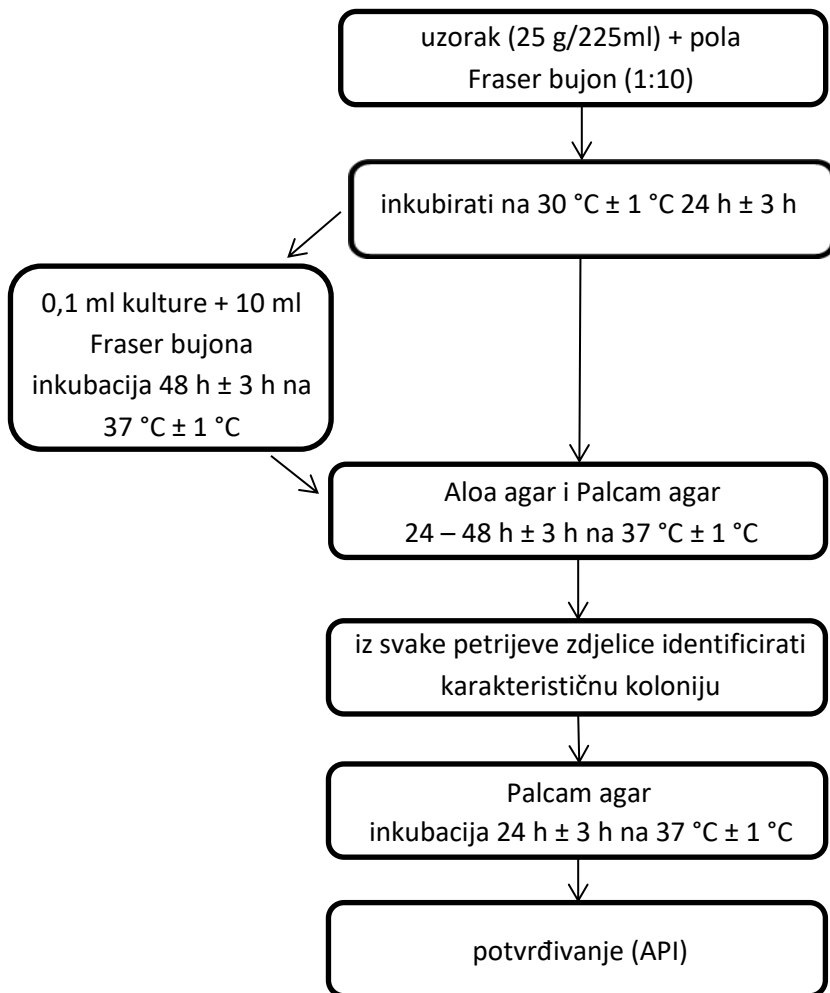 uzorak (25 g/225ml) + pola
Fraser bujon (1:10)
inkubirati na 30 °C ± 1 °C 24 h ± 3 h
0,1 ml kulture + 10 ml
Fraser bujona
inkubacija 48 h ± 3 h na
37 °C ± 1 °C
Aloa agar i Palcam agar
24 – 48 h ± 3 h na 37 °C ± 1 °C
iz svake petrijeve zdjelice identificirati
karakterističnu koloniju
Palcam agar
inkubacija 24 h ± 3 h na 37 °C ± 1 °C
potvrđivanje (API)